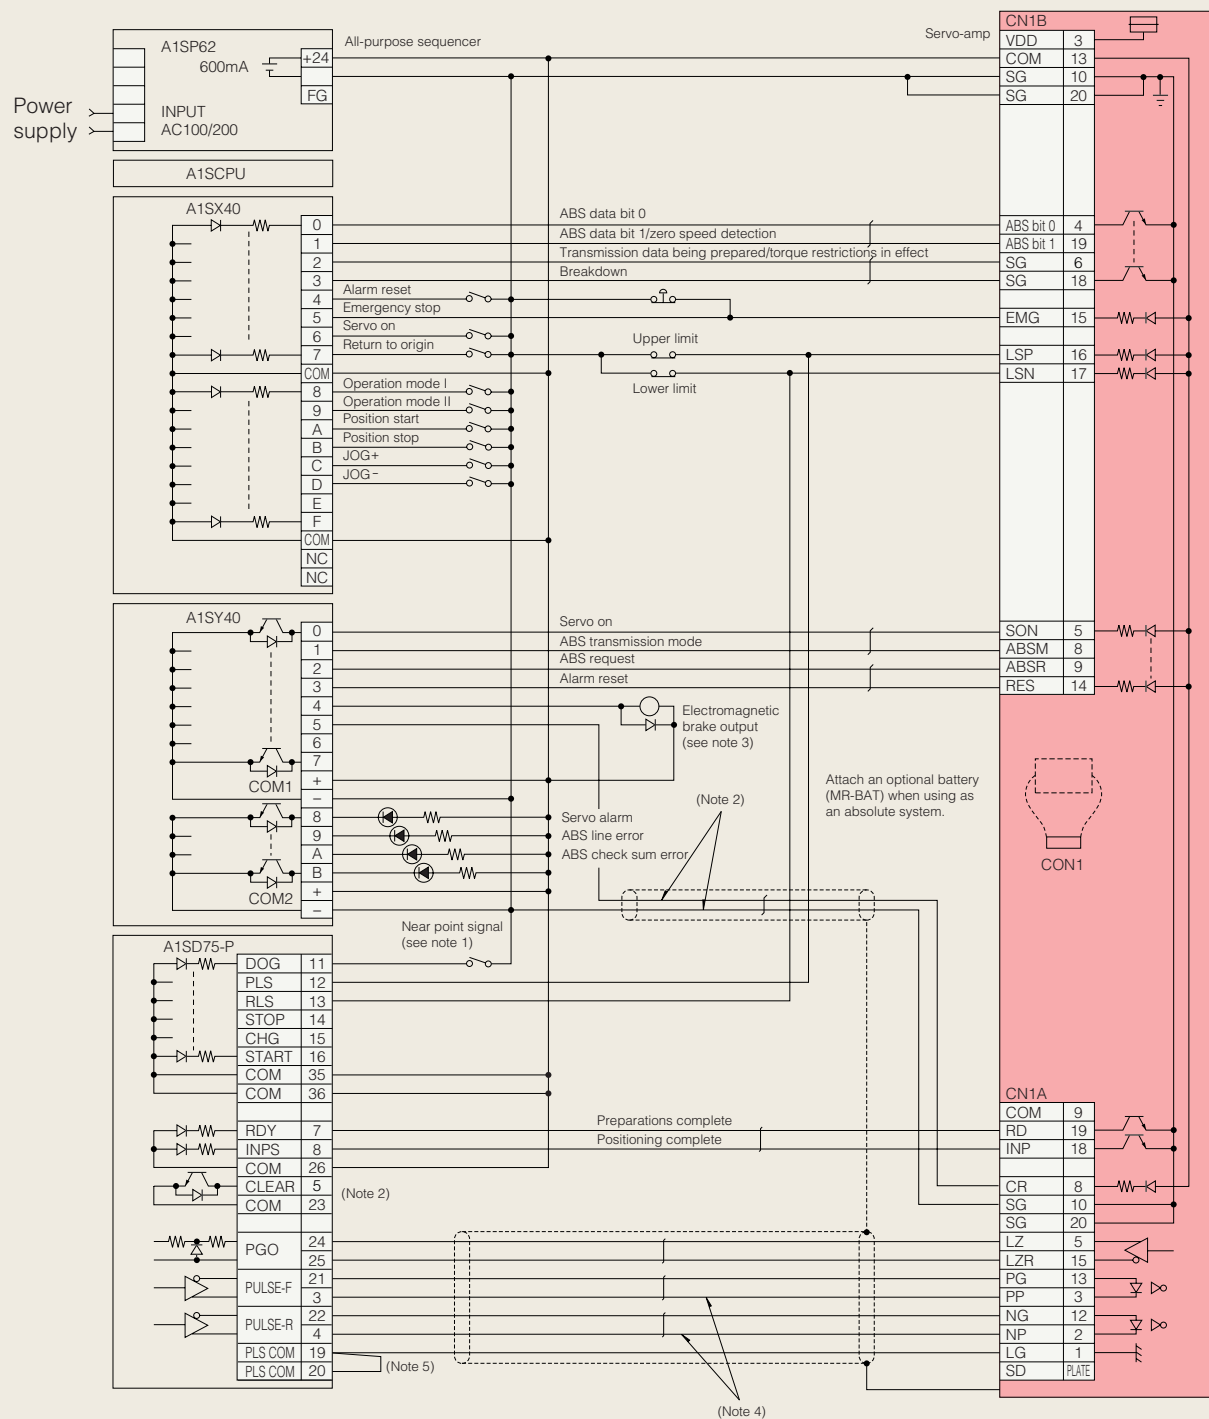 CN1B
Servo-amp
VDD 3
COM 13
SG 10
SG 20
A1SP62
600mA
+24
FG
All-purpose sequencer
Power
supply
INPUT
AC100/200
A1SCPU
A1SX40
0 ABS data bit 0 ABS bit 0 4
1 ABS data bit 1/zero speed detection ABS bit 1 19
2 Transmission data being prepared/torque restrictions in effect SG 6
3 Breakdown SG 18
4 Alarm reset
5 Emergency stop EMG 15
6 Servo on
7 Return to origin Upper limit LSP 16
COM Lower limit LSN 17
8 Operation mode I
9 Operation mode II
A Position start
B Position stop
C JOG+
D JOG-
E
F
COM
NC
NC
A1SY40
0 Servo on SON 5
1 ABS transmission mode ABSM 8
2 ABS request ABSR 9
3 Alarm reset RES 14
4
5
6
7
Electromagnetic
brake output
(see note 3)
COM1
+
−
8 Servo alarm
9 ABS line error
A ABS check sum error
B
COM2
+
−
(Note 2)
Attach an optional battery
(MR-BAT) when using as
an absolute system.
CON1
Near point signal
(see note 1)
A1SD75-P
DOG 11
PLS 12
RLS 13
STOP 14
CHG 15
START 16
COM 35
COM 36
CN1A
COM 9
RDY 7 Preparations complete RD 19
INPS 8 Positioning complete INP 18
COM 26
CLEAR 5 (Note 2) CR 8
COM 23 SG 10
SG 20
PGO 24 LZ 5
25 LZR 15
PULSE-F 21 PG 13
3 PP 3
PULSE-R 22 NG 12
4 NP 2
PLS COM 19 LG 1
PLS COM 20 (Note 5) SD PLATE
(Note 4)